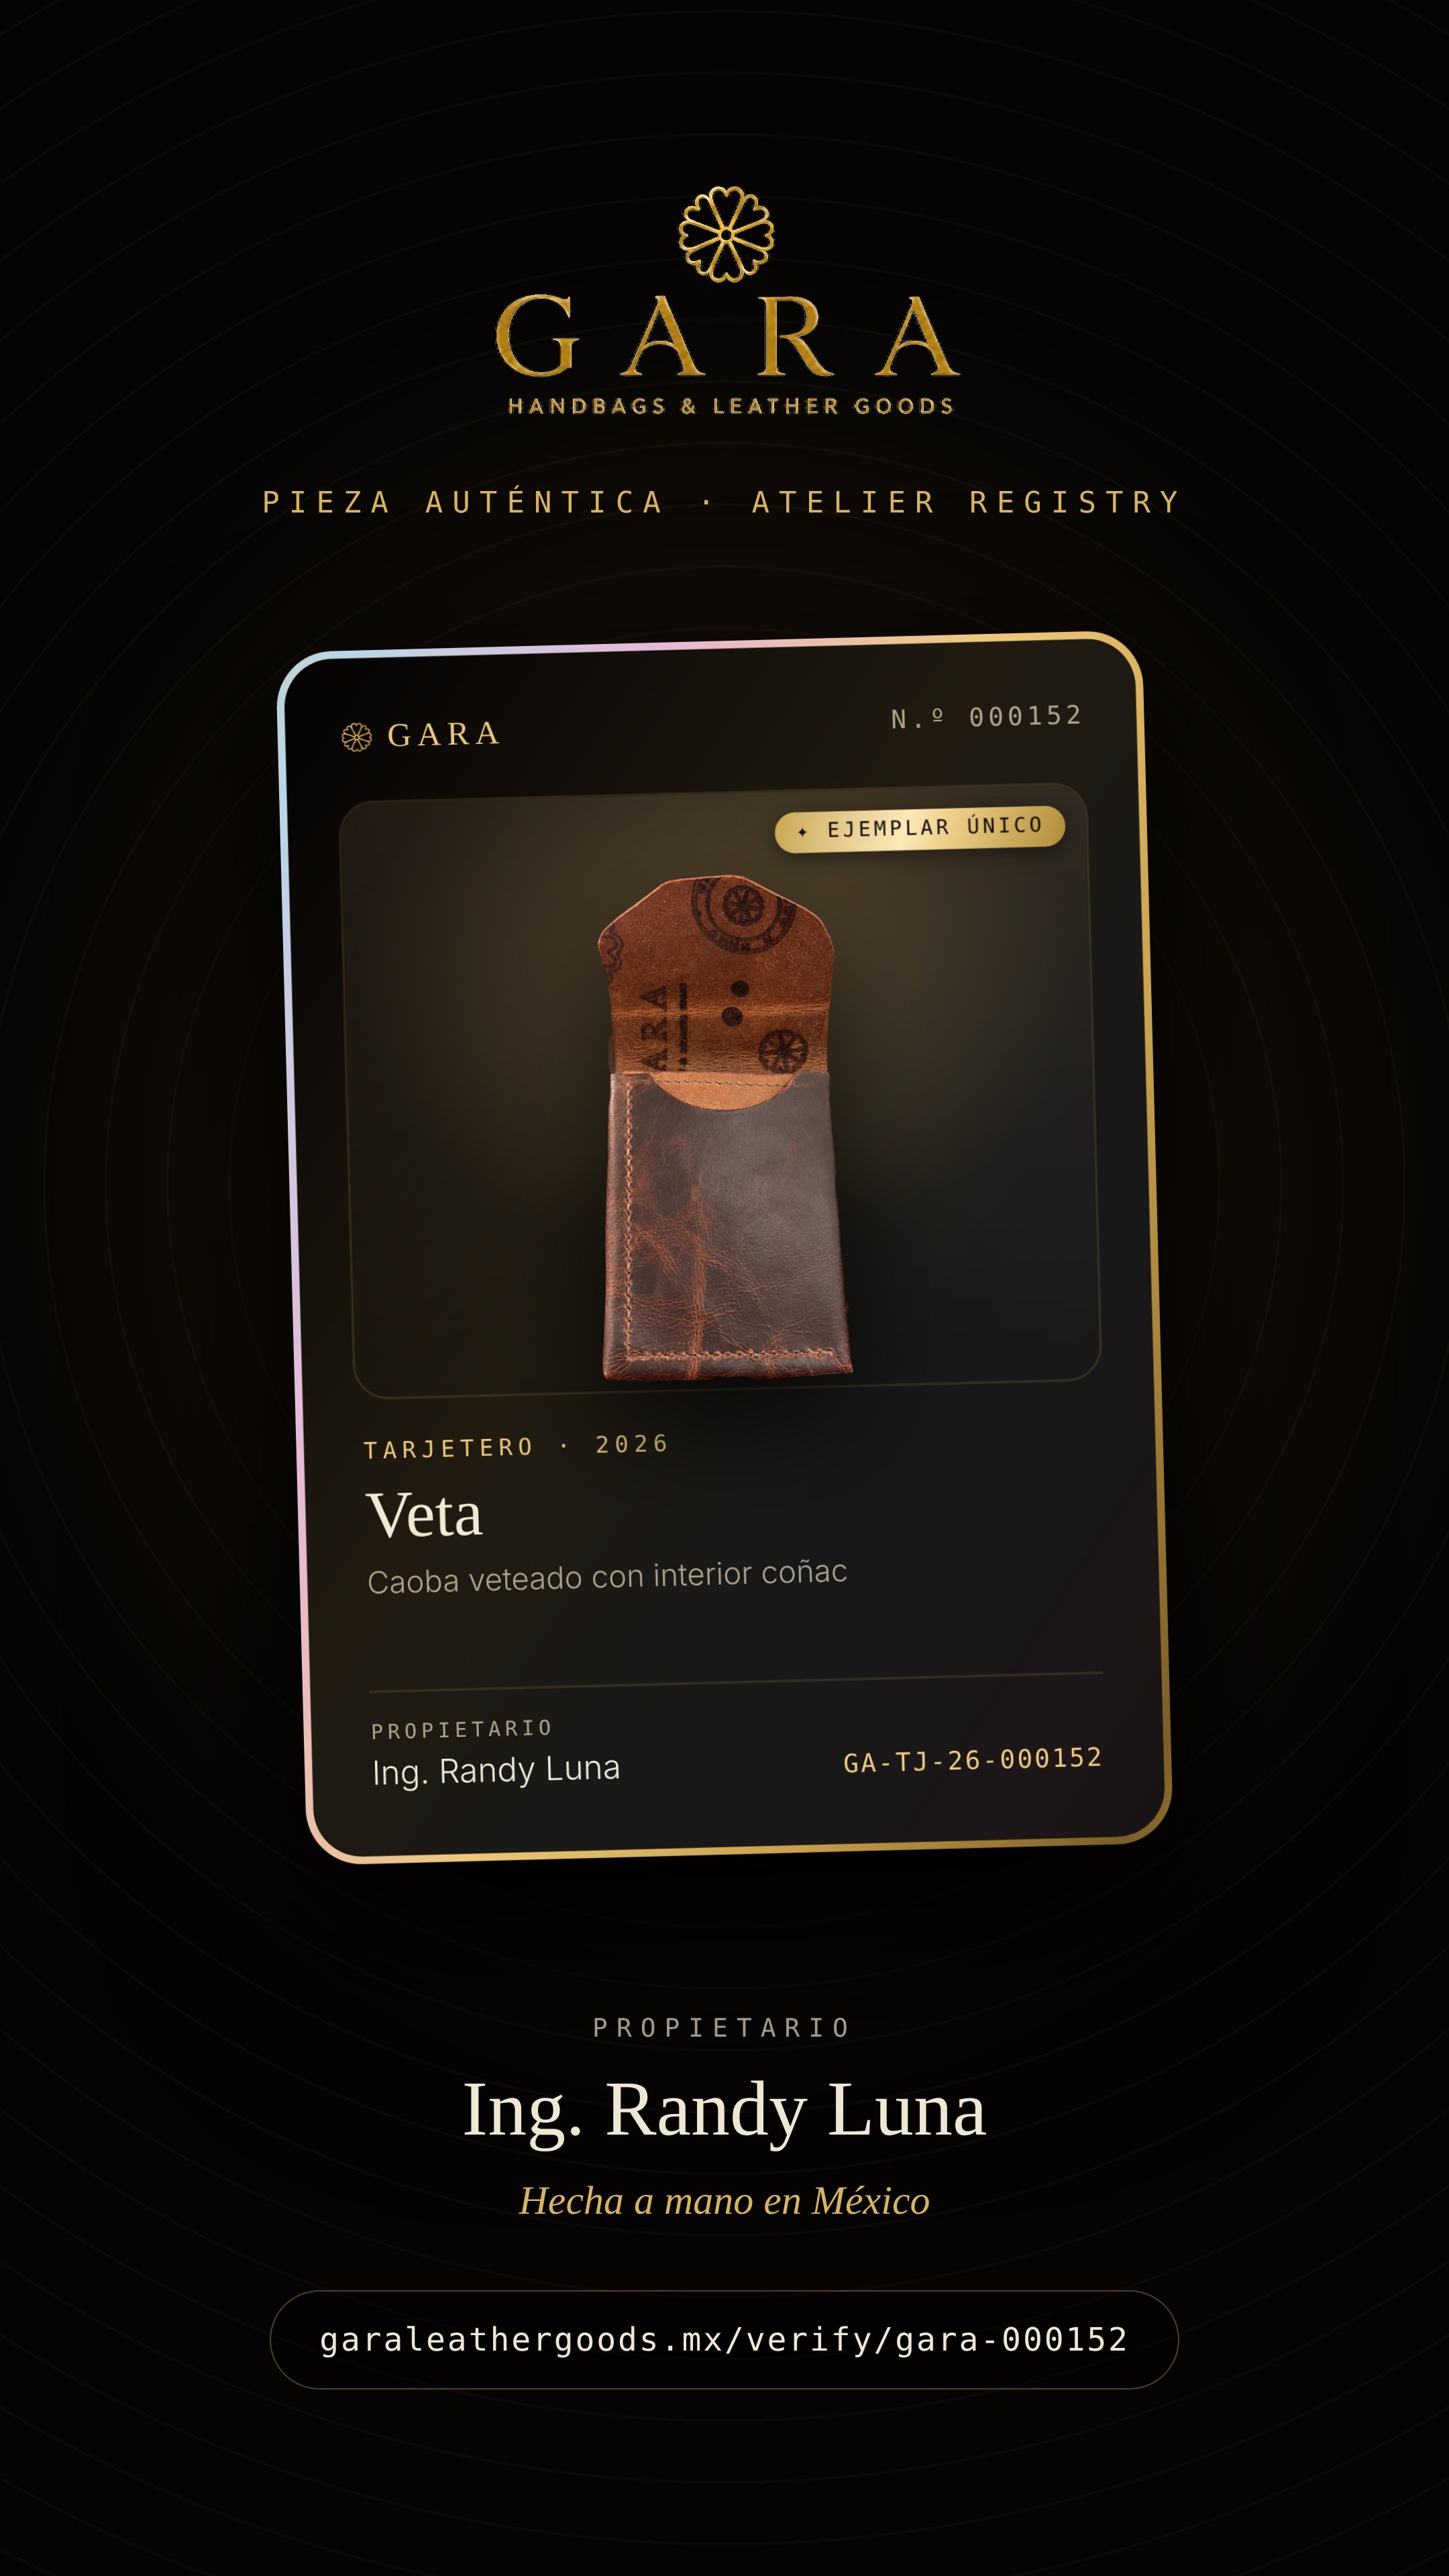 GARA
HANDBAGS & LEATHER GOODS
PIEZA AUTÉNTICA · ATELIER REGISTRY
GARA
N.º 000152
✦ EJEMPLAR ÚNICO
ARA
TARJETERO · 2026
Veta
Caoba veteado con interior coñac
PROPIETARIO
Ing. Randy Luna
GA-TJ-26-000152
PROPIETARIO
Ing. Randy Luna
Hecha a mano en México
garaleathergoods.mx/verify/gara-000152